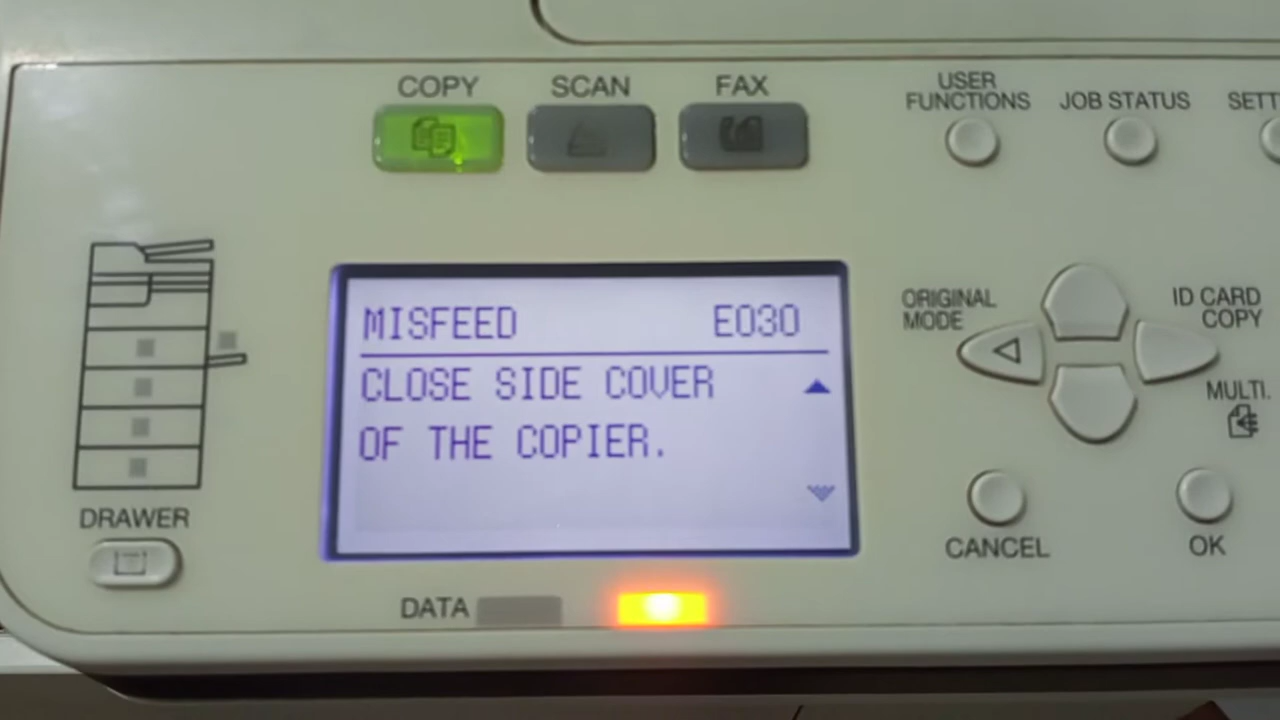 COPY SCAN FAX
USER
FUNCTIONS
JOB STATUS
MISFEED E030
CLOSE SIDE COVER
OF THE COPIER.
ORIGINAL
MODE
ID CARD
COPY
MULTI.
DRAWER
CANCEL
OK
DATA